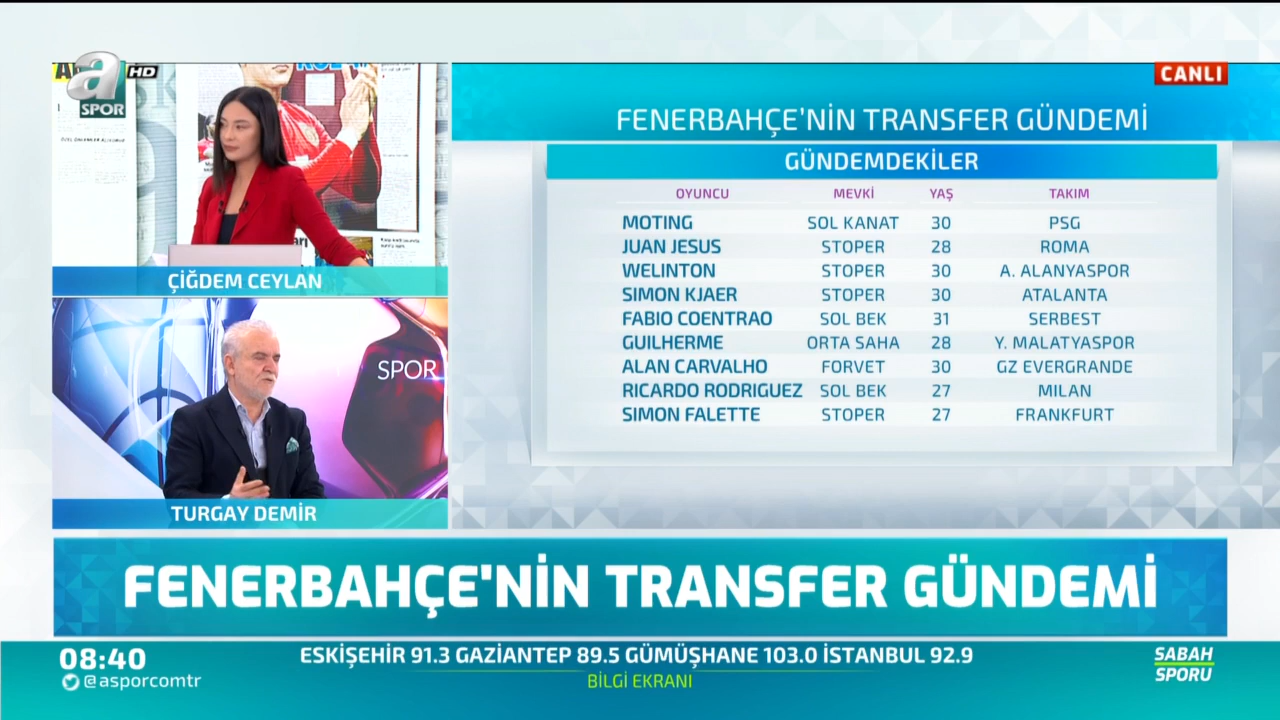 a
SPOR
HD
CANLI
FENERBAHÇE'NİN TRANSFER GÜNDEMİ
GÜNDEMDEKİLER
OYUNCU MEVKİ YAŞ TAKIM
MOTING SOL KANAT 30 PSG
JUAN JESUS STOPER 28 ROMA
WELINTON STOPER 30 A. ALANYASPOR
SIMON KJAER STOPER 30 ATALANTA
FABIO COENTRAO SOL BEK 31 SERBEST
GUILHERME ORTA SAHA 28 Y. MALATYASPOR
ALAN CARVALHO FORVET 30 GZ EVERGRANDE
RICARDO RODRIGUEZ SOL BEK 27 MILAN
SIMON FALETTE STOPER 27 FRANKFURT
ÇİĞDEM CEYLAN
SPOR
TURGAY DEMİR
FENERBAHÇE'NİN TRANSFER GÜNDEMİ
08:40
@asporcomtr
ESKİŞEHİR 91.3 GAZİANTEP 89.5 GÜMÜŞHANE 103.0 İSTANBUL 92.9
BİLGİ EKRANI
SABAH
SPORU